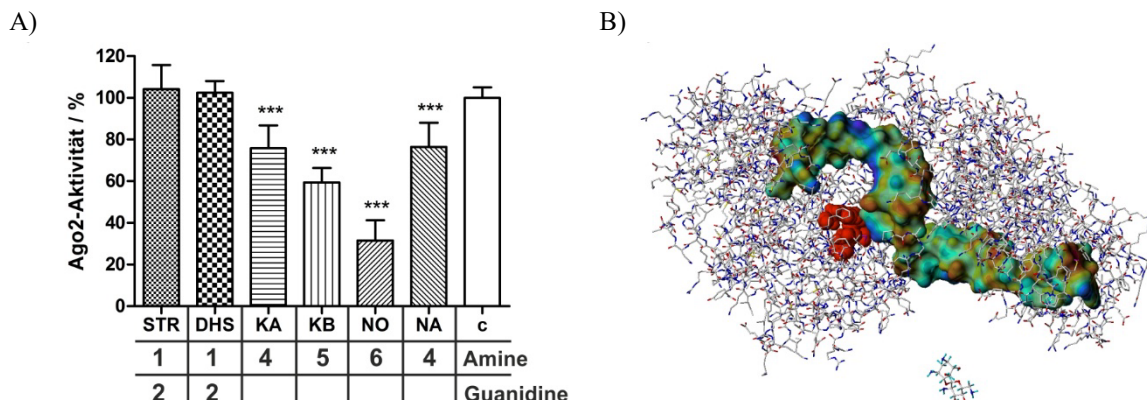 A)
B)
Ago2-Aktivität / %
120
100
80
60
40
20
0
***
***
***
***
STR DHS KA KB NO NA c
1 1 4 5 6 4 Amine
2 2 Guanidine